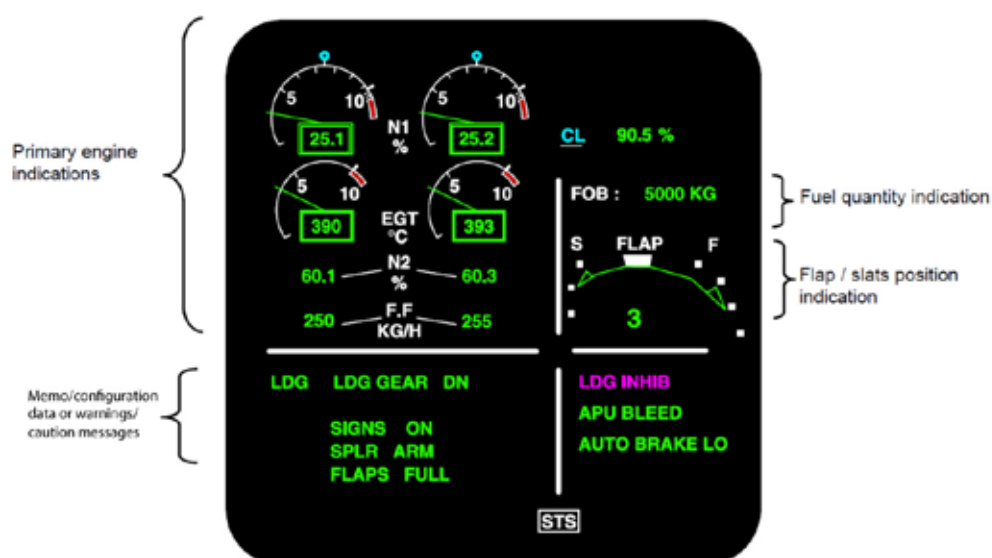 Primary engine
indications
5 10
25.1
N1
%
5 10
25.2
5 10
390
EGT
°C
5 10
393
60.1 N2 60.3
%
250 F.F 255
KG/H
CL 90.5 %
FOB : 5000 KG
S FLAP F
3
Fuel quantity indication
Flap / slats position
indication
Memo/configuration
data or warnings/
caution messages
LDG LDG GEAR DN
SIGNS ON
SPLR ARM
FLAPS FULL
LDG INHIB
APU BLEED
AUTO BRAKE LO
STS